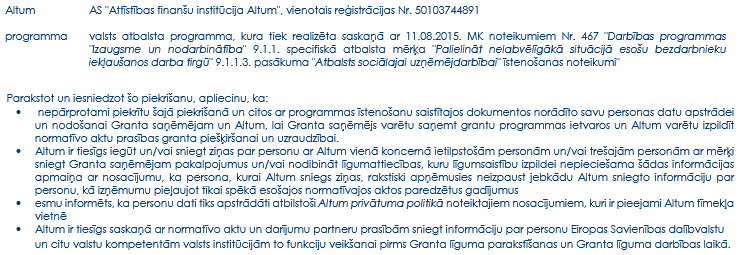 Altum AS "Attīstības finanšu institūcija Altum", vienotais reģistrācijas Nr. 50103744891
programma valsts atbalsta programma, kura tiek realizēta saskaņā ar 11.08.2015. MK noteikumiem Nr. 467 "Darbības programmas
"Izaugsme un nodarbinātība" 9.1.1. specifiskā atbalsta mērķa "Palielināt nelabvēlīgākā situācijā esošu bezdarbnieku
iekļaušanos darba tirgū" 9.1.1.3. pasākuma "Atbalsts sociālajai uzņēmējdarbībai" īstenošanas noteikumi"
Parakstot un iesniedzot šo piekrišanu, apliecinu, ka:
• nepārprotami piekrītu šajā piekrišanā un citos ar programmas īstenošanu saistītajos dokumentos norādīto savu personas datu apstrādei
un nodošanai Granta saņēmējam un Altum, lai Granta saņēmējs varētu saņemt grantu programmas ietvaros un Altum varētu izpildīt
normatīvo aktu prasības granta piešķiršanai un uzraudzībai.
• Altum ir tiesīgs iegūt un/vai sniegt ziņas par personu ar Altum vienā koncernā ietilpstošām personām un/vai trešajām personām ar mērķi
sniegt Granta saņēmējam pakalpojumus un/vai nodibināt līgumattiecības, kuru līgumsaistību izpildei nepieciešama šādas informācijas
apmaiņa ar nosacījumu, ka persona, kurai Altum sniegs ziņas, rakstiski apņēmusies neizpaust jebkādu Altum sniegto informāciju par
personu, kā izņēmumu pieļaujot tikai spēkā esošajos normatīvajos aktos paredzētus gadījumus
• esmu informēts, ka personu dati tiks apstrādāti atbilstoši Altum privātuma politikā noteiktajiem nosacījumiem, kuri ir pieejami Altum tīmekļa
vietnē
• Altum ir tiesīgs saskaņā ar normatīvo aktu un darījumu partneru prasībām sniegt informāciju par personu Eiropas Savienības dalībvalstu
un citu valstu kompetentām valsts institūcijām to funkciju veikšanai pirms Granta līguma parakstīšanas un Granta līguma darbības laikā.